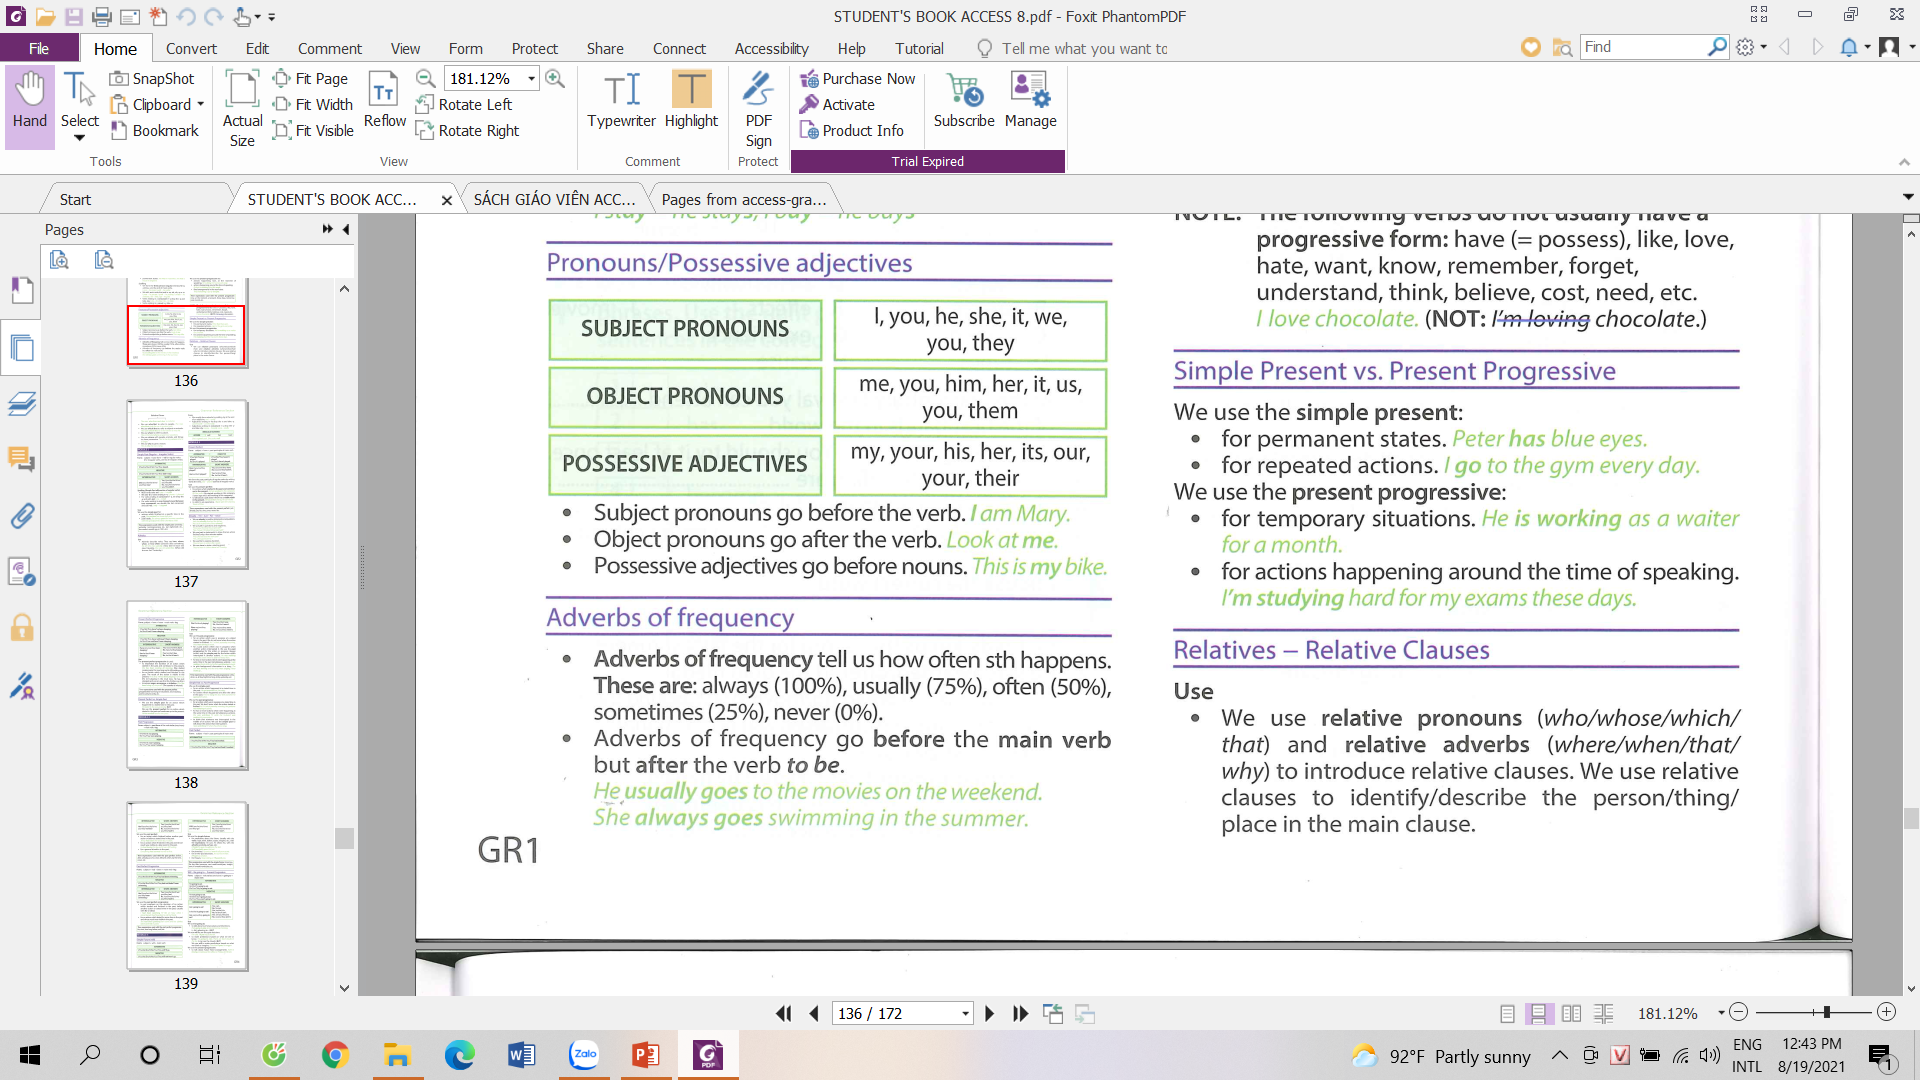 STUDENT'S BOOK ACCESS 8.pdf - Foxit PhantomPDF
File Home Convert Edit Comment View Form Protect Share Connect Accessibility Help Tutorial Tell me what you want to Find
Hand
Select
SnapShot
Clipboard
Bookmark
Tools
Actual Size
Fit Page
Fit Width
Fit Visible
Reflow
181.12%
Rotate Left
Rotate Right
View
Typewriter
Highlight
Comment
PDF Sign
Protect
Purchase Now
Activate
Product Info
Subscribe
Manage
Trial Expired
Start
STUDENT'S BOOK ACC...
SÁCH GIÁO VIÊN ACC...
Pages from access-gra...
Pages
136
137
138
139
I stay – he stays, I buy – he buys
Pronouns/Possessive adjectives
SUBJECT PRONOUNS
I, you, he, she, it, we,
you, they
OBJECT PRONOUNS
me, you, him, her, it, us,
you, them
POSSESSIVE ADJECTIVES
my, your, his, her, its, our,
your, their
• Subject pronouns go before the verb. I am Mary.
• Object pronouns go after the verb. Look at me.
• Possessive adjectives go before nouns. This is my bike.
Adverbs of frequency
• Adverbs of frequency tell us how often sth happens.
These are: always (100%), usually (75%), often (50%),
sometimes (25%), never (0%).
• Adverbs of frequency go before the main verb
but after the verb to be.
He usually goes to the movies on the weekend.
She always goes swimming in the summer.
GR1
NOTE: The following verbs do not usually have a
progressive form: have (= possess), like, love,
hate, want, know, remember, forget,
understand, think, believe, cost, need, etc.
I love chocolate. (NOT: I'm loving chocolate.)
Simple Present vs. Present Progressive
We use the simple present:
• for permanent states. Peter has blue eyes.
• for repeated actions. I go to the gym every day.
We use the present progressive:
• for temporary situations. He is working as a waiter
for a month.
• for actions happening around the time of speaking.
I'm studying hard for my exams these days.
Relatives – Relative Clauses
Use
• We use relative pronouns (who/whose/which/
that) and relative adverbs (where/when/that/
why) to introduce relative clauses. We use relative
clauses to identify/describe the person/thing/
place in the main clause.
136 / 172
181.12%
Zalo
PDF
92°F Partly sunny
ENG
INTL
12:43 PM
8/19/2021
1